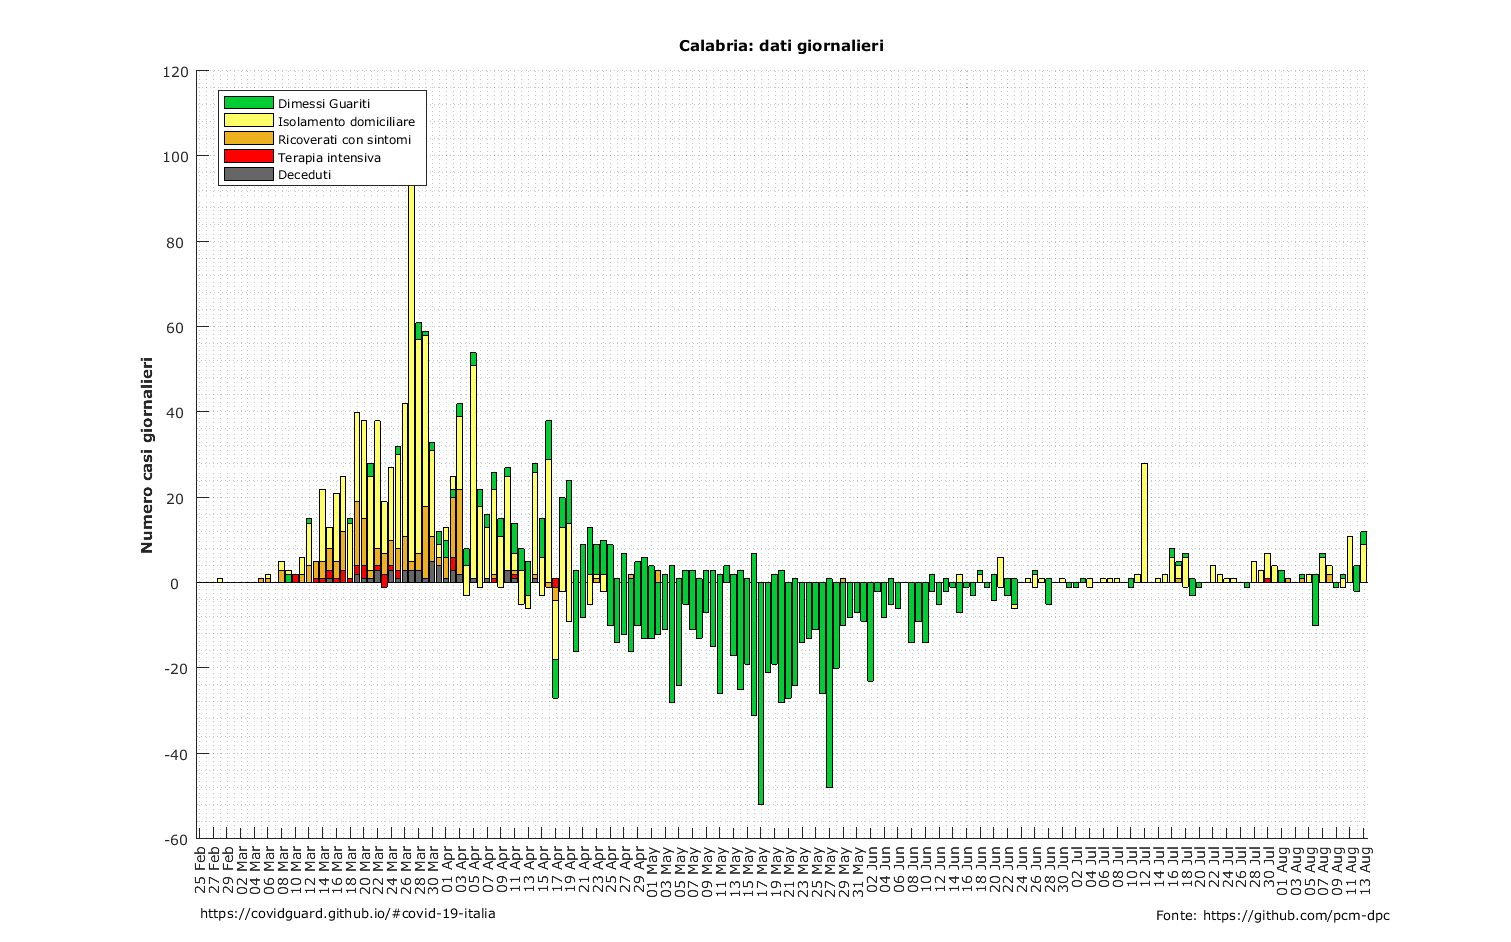 Calabria: dati giornalieri
120
100
80
60
40
20
0
-20
-40
-60
Numero casi giornalieri
Dimessi Guariti
Isolamento domiciliare
Ricoverati con sintomi
Terapia intensiva
Deceduti
25 Feb
27 Feb
29 Feb
02 Mar
04 Mar
06 Mar
08 Mar
10 Mar
12 Mar
14 Mar
16 Mar
18 Mar
20 Mar
22 Mar
24 Mar
26 Mar
28 Mar
30 Mar
01 Apr
03 Apr
05 Apr
07 Apr
09 Apr
11 Apr
13 Apr
15 Apr
17 Apr
19 Apr
21 Apr
23 Apr
25 Apr
27 Apr
29 Apr
01 May
03 May
05 May
07 May
09 May
11 May
13 May
15 May
17 May
19 May
21 May
23 May
25 May
27 May
29 May
31 May
02 Jun
04 Jun
06 Jun
08 Jun
10 Jun
12 Jun
14 Jun
16 Jun
18 Jun
20 Jun
22 Jun
24 Jun
26 Jun
28 Jun
30 Jun
02 Jul
04 Jul
06 Jul
08 Jul
10 Jul
12 Jul
14 Jul
16 Jul
18 Jul
20 Jul
22 Jul
24 Jul
26 Jul
28 Jul
30 Jul
01 Aug
03 Aug
05 Aug
07 Aug
09 Aug
11 Aug
13 Aug
https://covidguard.github.io/#covid-19-italia
Fonte: https://github.com/pcm-dpc